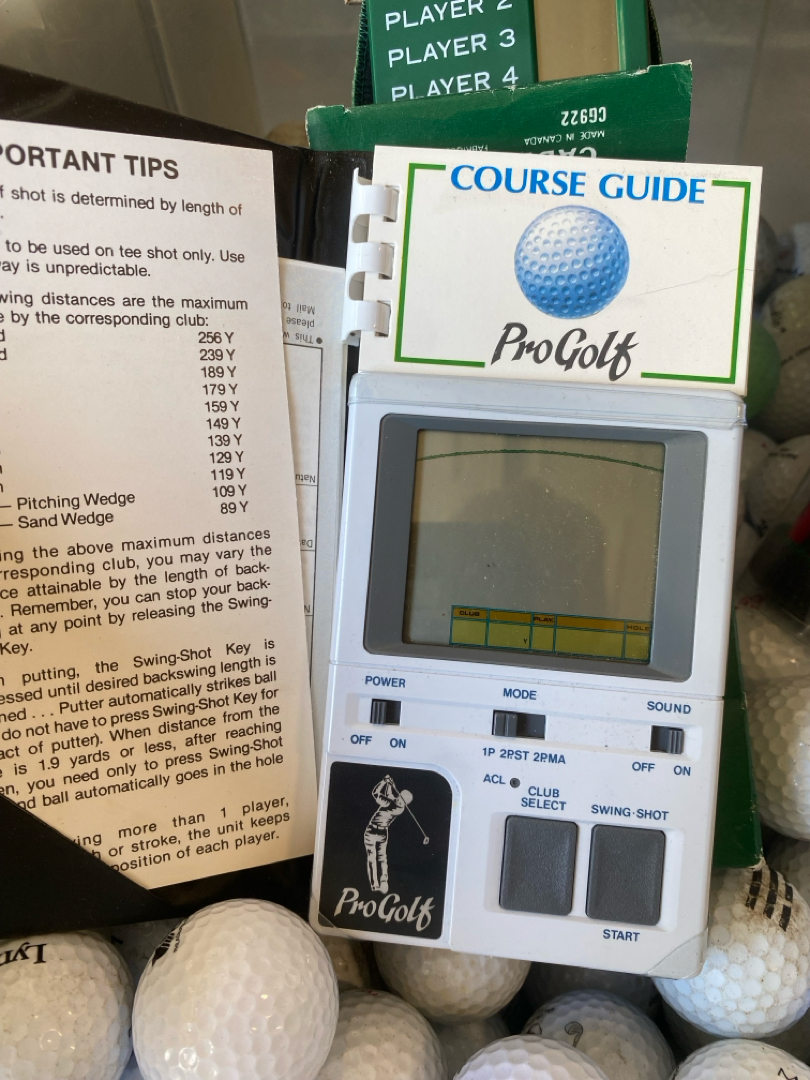 PLAYER 2
PLAYER 3
PLAYER 4
CG922
MADE IN CANADA
PORTANT TIPS
f shot is determined by length of
to be used on tee shot only. Use
ay is unpredictable.
wing distances are the maximum
e by the corresponding club:
256 Y
239 Y
189 Y
179 Y
159 Y
149 Y
139 Y
129 Y
119 Y
— Pitching Wedge 109 Y
— Sand Wedge 89 Y
ing the above maximum distances
rresponding club, you may vary the
ce attainable by the length of back-
. Remember, you can stop your back-
at any point by releasing the Swing-
Key.
n putting, the Swing-Shot Key is
essed until desired backswing length is
ned . . . Putter automatically strikes ball
do not have to press Swing-Shot Key for
act of putter). When distance from the
e is 1.9 yards or less, after reaching
en, you need only to press Swing-Shot
nd ball automatically goes in the hole
ying more than 1 player,
h or stroke, the unit keeps
position of each player.
Mail to
please
• This w
Natu
Da
N
COURSE GUIDE
ProGolf
CLUB
PLAY
HOLE
Y
POWER
OFF ON
MODE
1P 2PST 2PMA
SOUND
OFF ON
ACL
CLUB
SELECT
SWING·SHOT
START
ProGolf
Lyn